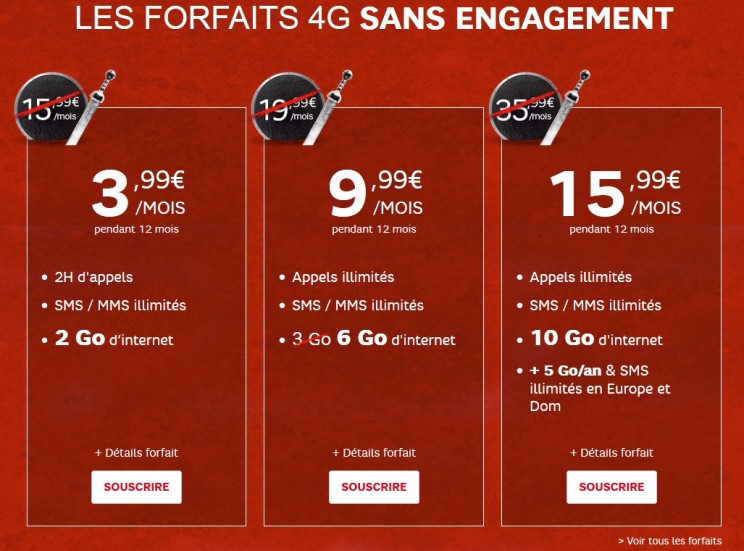 LES FORFAITS 4G SANS ENGAGEMENT
15,99€
/mois
3,99€
/MOIS
pendant 12 mois
• 2H d'appels
• SMS / MMS illimités
• 2 Go d'internet
+ Détails forfait
SOUSCRIRE
19,99€
/mois
9,99€
/MOIS
pendant 12 mois
• Appels illimités
• SMS / MMS illimités
• 3 Go 6 Go d'internet
+ Détails forfait
SOUSCRIRE
35,99€
/mois
15,99€
/MOIS
pendant 12 mois
• Appels illimités
• SMS / MMS illimités
• 10 Go d'internet
• + 5 Go/an & SMS
illimités en Europe et
Dom
+ Détails forfait
SOUSCRIRE
> Voir tous les forfaits